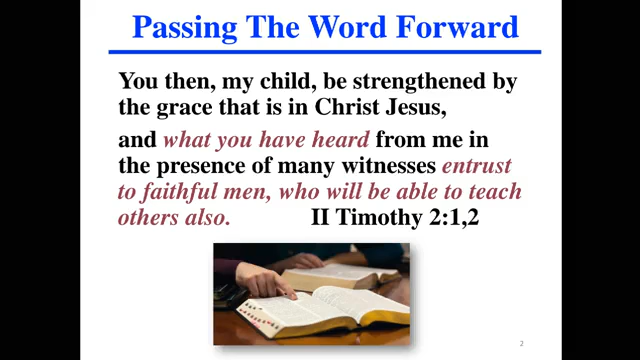 Passing The Word Forward
You then, my child, be strengthened by
the grace that is in Christ Jesus,
and what you have heard from me in
the presence of many witnesses entrust
to faithful men, who will be able to teach
others also. II Timothy 2:1,2
2